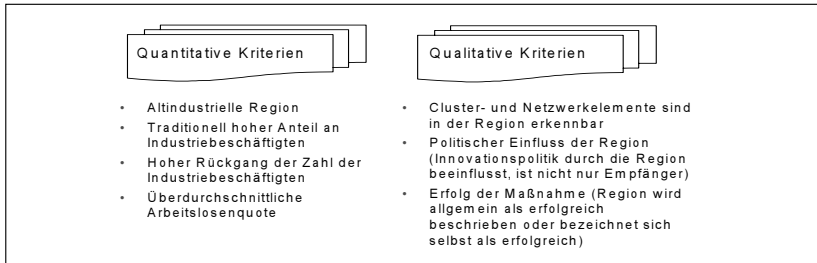 Quantitative Kriterien
• Altindustrielle Region
• Traditionell hoher Anteil an
Industriebeschäftigten
• Hoher Rückgang der Zahl der
Industriebeschäftigten
• Überdurchschnittliche
Arbeitslosenquote
Qualitative Kriterien
• Cluster- und Netzwerkelemente sind
in der Region erkennbar
• Politischer Einfluss der Region
(Innovationspolitik durch die Region
beeinflusst, ist nicht nur Empfänger)
• Erfolg der Maßnahme (Region wird
allgemein als erfolgreich
beschrieben oder bezeichnet sich
selbst als erfolgreich)